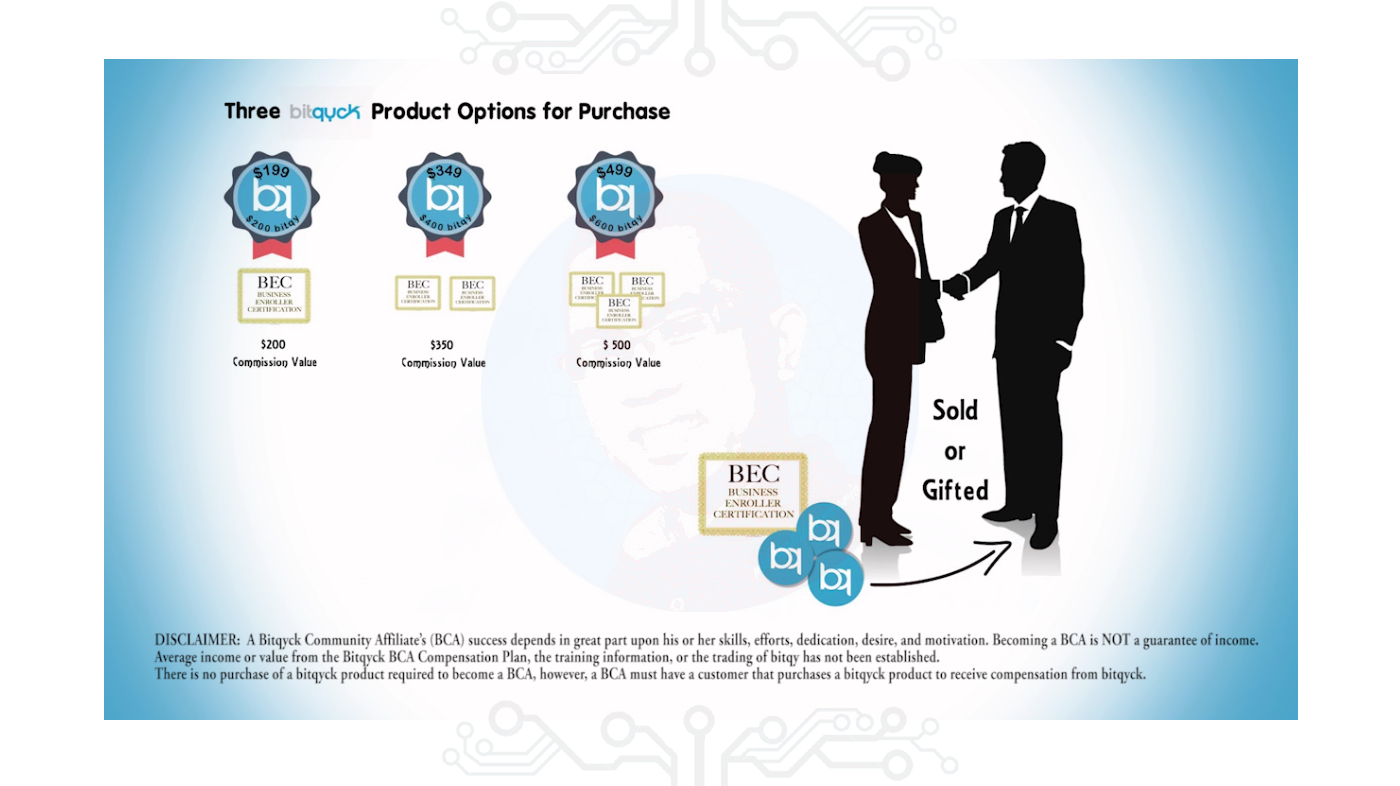 Three bitqyck Product Options for Purchase
$199
bq
$200 bitqy
$349
bq
$400 bitqy
$499
bq
$600 bitqy
BEC
BUSINESS
ENROLLER
CERTIFICATION
BEC
BUSINESS
ENROLLER
CERTIFICATION
BEC
BUSINESS
ENROLLER
CERTIFICATION
BEC
BUSINESS
ENROLLER
BEC
BUSINESS
ENROLLER
BEC
BUSINESS
ENROLLER
CERTIFICATION
$200
Commission Value
$350
Commission Value
$ 500
Commission Value
Sold
or
Gifted
BEC
BUSINESS
ENROLLER
CERTIFICATION
bq
bq
bq
DISCLAIMER: A Bitqyck Community Affiliate's (BCA) success depends in great part upon his or her skills, efforts, dedication, desire, and motivation. Becoming a BCA is NOT a guarantee of income.
Average income or value from the Bitqyck BCA Compensation Plan, the training information, or the trading of bitqy has not been established.
There is no purchase of a bitqyck product required to become a BCA, however, a BCA must have a customer that purchases a bitqyck product to receive compensation from bitqyck.